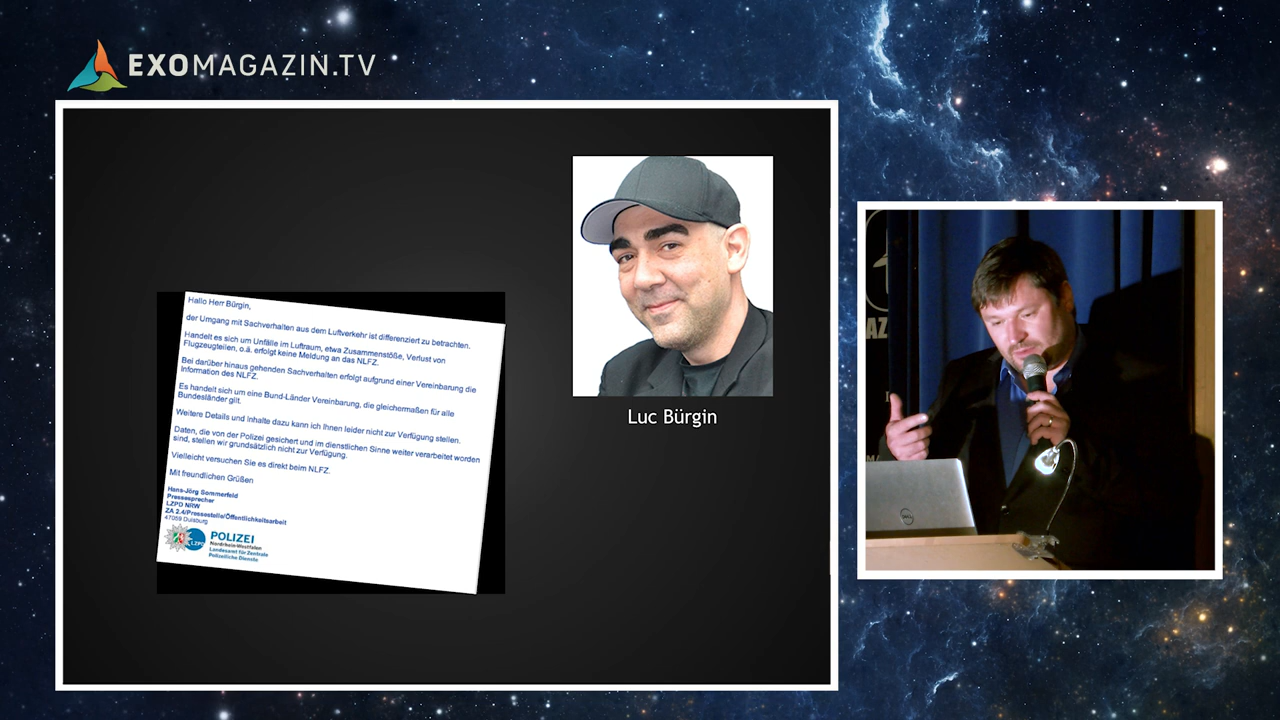 EXOMAGAZIN.TV
Hallo Herr Bürgin,
der Umgang mit Sachverhalten aus dem Luftverkehr ist differenziert zu betrachten.
Handelt es sich um Unfälle im Luftraum, etwa Zusammenstöße, Verlust von
Flugzeugteilen, o.ä. erfolgt keine Meldung an das NLFZ.
Bei darüber hinaus gehenden Sachverhalten erfolgt aufgrund einer Vereinbarung die
Information des NLFZ.
Es handelt sich um eine Bund-Länder Vereinbarung, die gleichermaßen für alle
Bundesländer gilt.
Weitere Details und Inhalte dazu kann ich Ihnen leider nicht zur Verfügung stellen.
Daten, die von der Polizei gesichert und im dienstlichen Sinne weiter verarbeitet worden
sind, stellen wir grundsätzlich nicht zur Verfügung.
Vielleicht versuchen Sie es direkt beim NLFZ.
Mit freundlichen Grüßen
Hans-Jörg Sommerfeld
Pressesprecher
LZPD NRW
ZA 2.4/Pressestelle/Öffentlichkeitsarbeit
47059 Duisburg
LZPD
POLIZEI
Nordrhein-Westfalen
Landesamt für Zentrale
Polizeiliche Dienste
Luc Bürgin
AZ
DELL